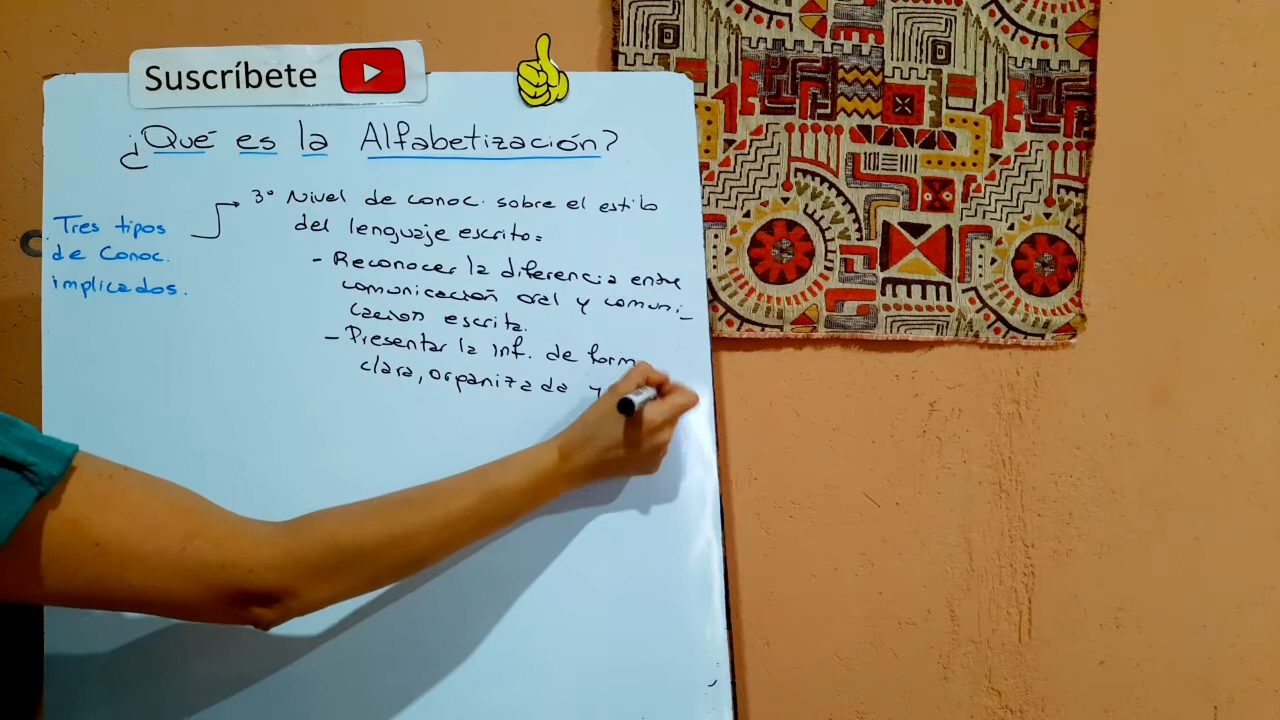 Suscríbete
¿Qué es la Alfabetización?
Tres tipos
de Conoc.
implicados.
3° Nivel de conoc. sobre el estilo
del lenguaje escrito:
- Reconocer la diferencia entre
comunicación oral y comuni-
cación escrita.
- Presentar la inf. de form
clara, organizada y